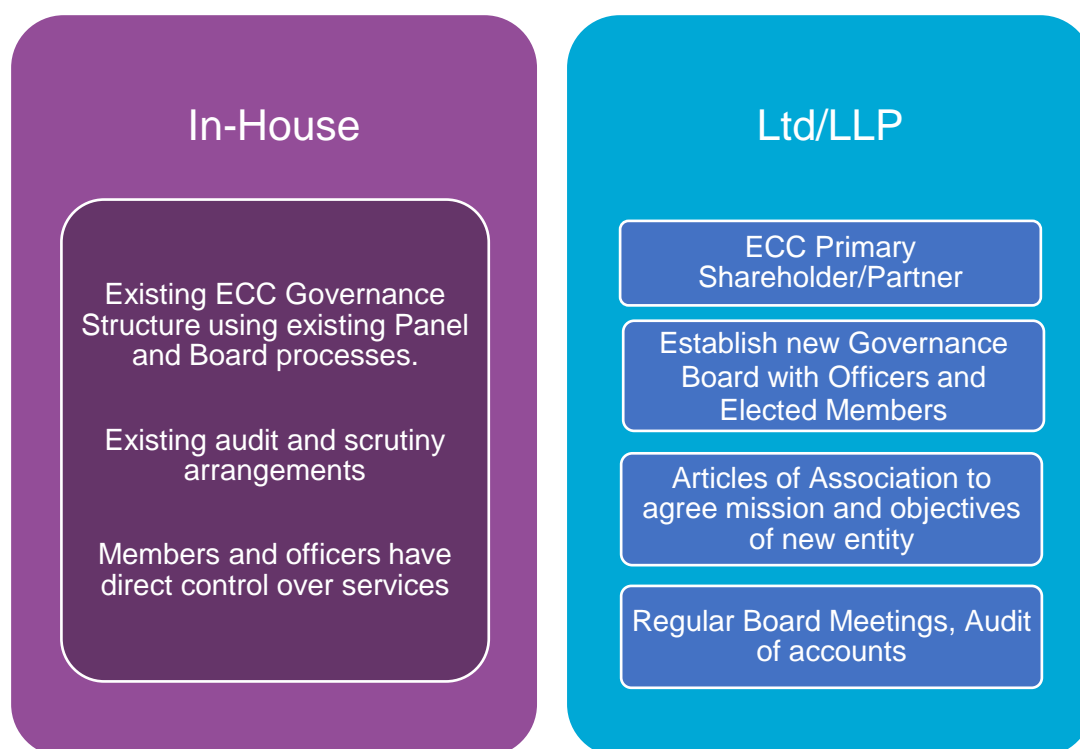 In-House
Existing ECC Governance
Structure using existing Panel
and Board processes.
Existing audit and scrutiny
arrangements
Members and officers have
direct control over services
Ltd/LLP
ECC Primary
Shareholder/Partner
Establish new Governance
Board with Officers and
Elected Members
Articles of Association to
agree mission and objectives
of new entity
Regular Board Meetings, Audit
of accounts